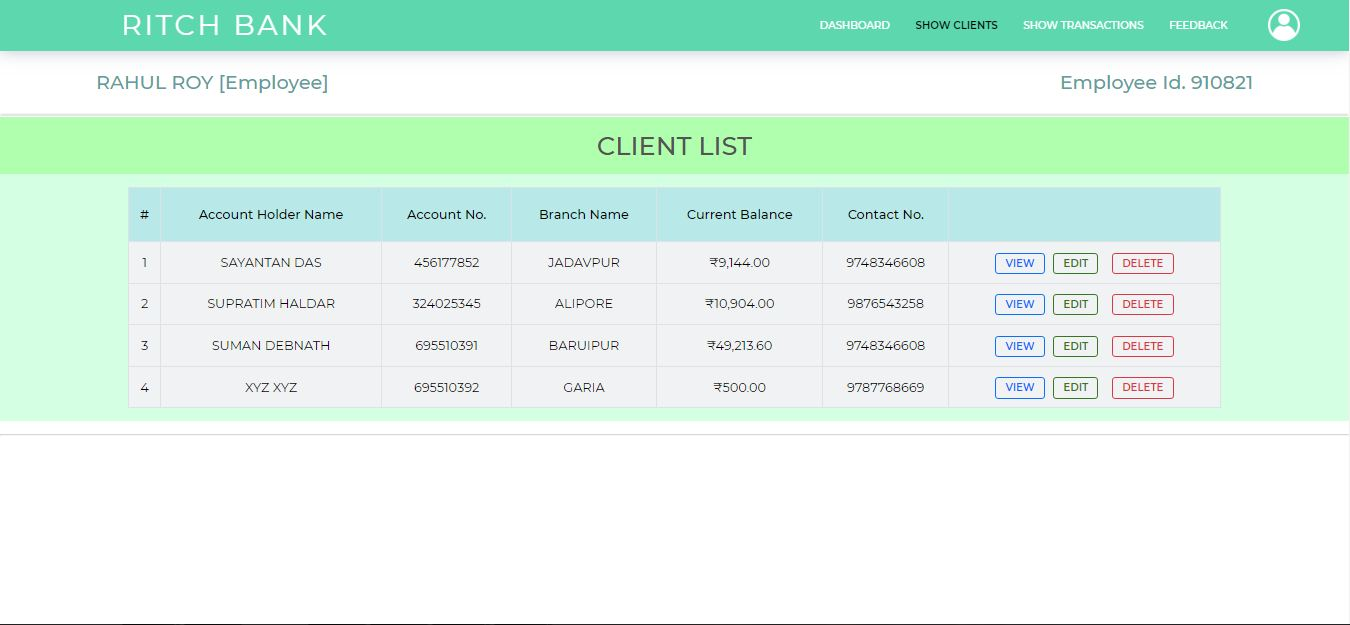 RITCH BANK DASHBOARD SHOW CLIENTS SHOW TRANSACTIONS FEEDBACK
RAHUL ROY [Employee] Employee Id. 910821
CLIENT LIST
# Account Holder Name Account No. Branch Name Current Balance Contact No.
1 SAYANTAN DAS 456177852 JADAVPUR ₹9,144.00 9748346608 VIEW EDIT DELETE
2 SUPRATIM HALDAR 324025345 ALIPORE ₹10,904.00 9876543258 VIEW EDIT DELETE
3 SUMAN DEBNATH 695510391 BARUIPUR ₹49,213.60 9748346608 VIEW EDIT DELETE
4 XYZ XYZ 695510392 GARIA ₹500.00 9787768669 VIEW EDIT DELETE